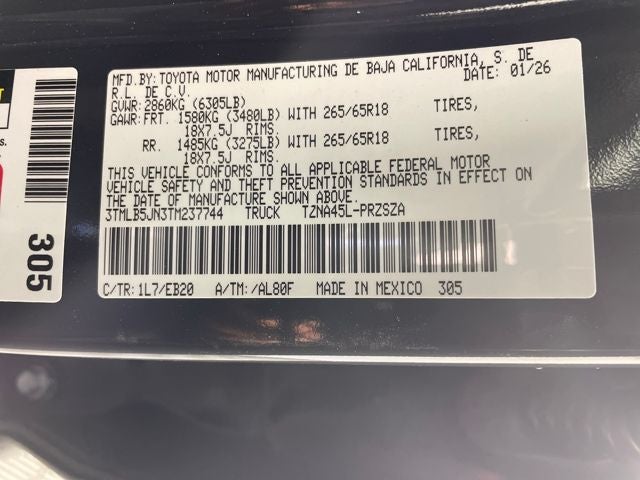 MFD.BY: TOYOTA MOTOR MANUFACTURING DE BAJA CALIFORNIA, S. DE
R.L. DE C.V. DATE: 01/26
GVWR: 2860KG (6305LB)
GAWR: FRT. 1580KG (3480LB) WITH 265/65R18 TIRES,
18X7.5J RIMS.
RR. 1485KG (3275LB) WITH 265/65R18 TIRES,
18X7.5J RIMS.
THIS VEHICLE CONFORMS TO ALL APPLICABLE FEDERAL MOTOR
VEHICLE SAFETY AND THEFT PREVENTION STANDARDS IN EFFECT ON
THE DATE OF MANUFACTURE SHOWN ABOVE.
3TMLB5JN3TM237744 TRUCK TZNA45L-PRZSZA
C/TR: 1L7/EB20 A/TM: /AL80F MADE IN MEXICO 305
305